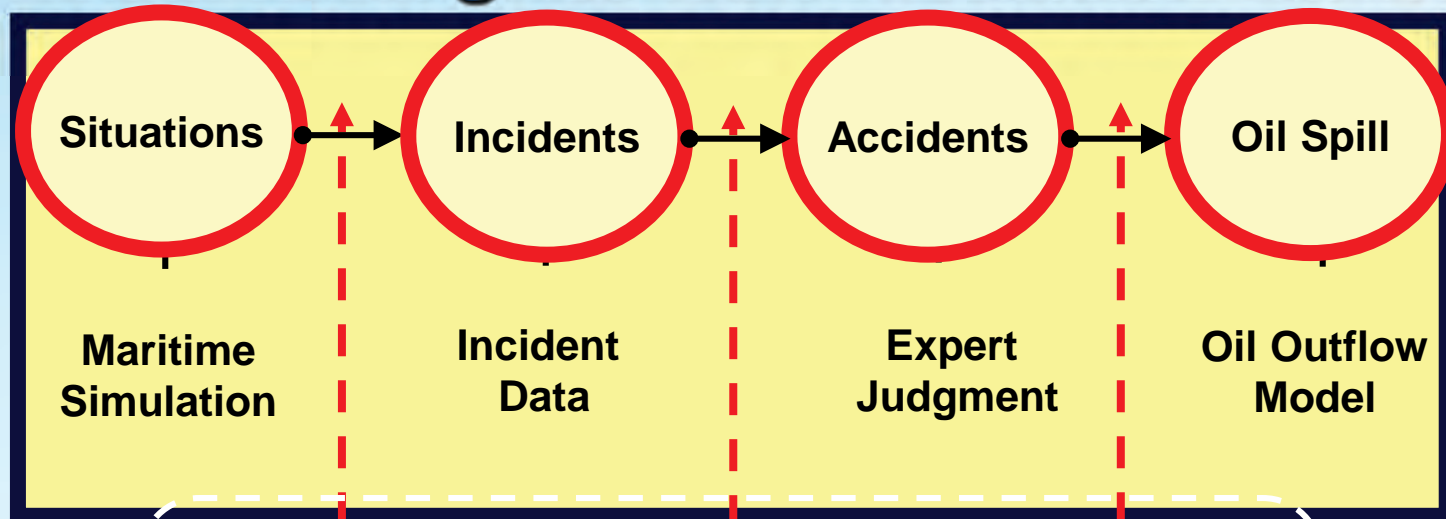 Situations
Incidents
Accidents
Oil Spill
Maritime
Simulation
Incident
Data
Expert
Judgment
Oil Outflow
Model